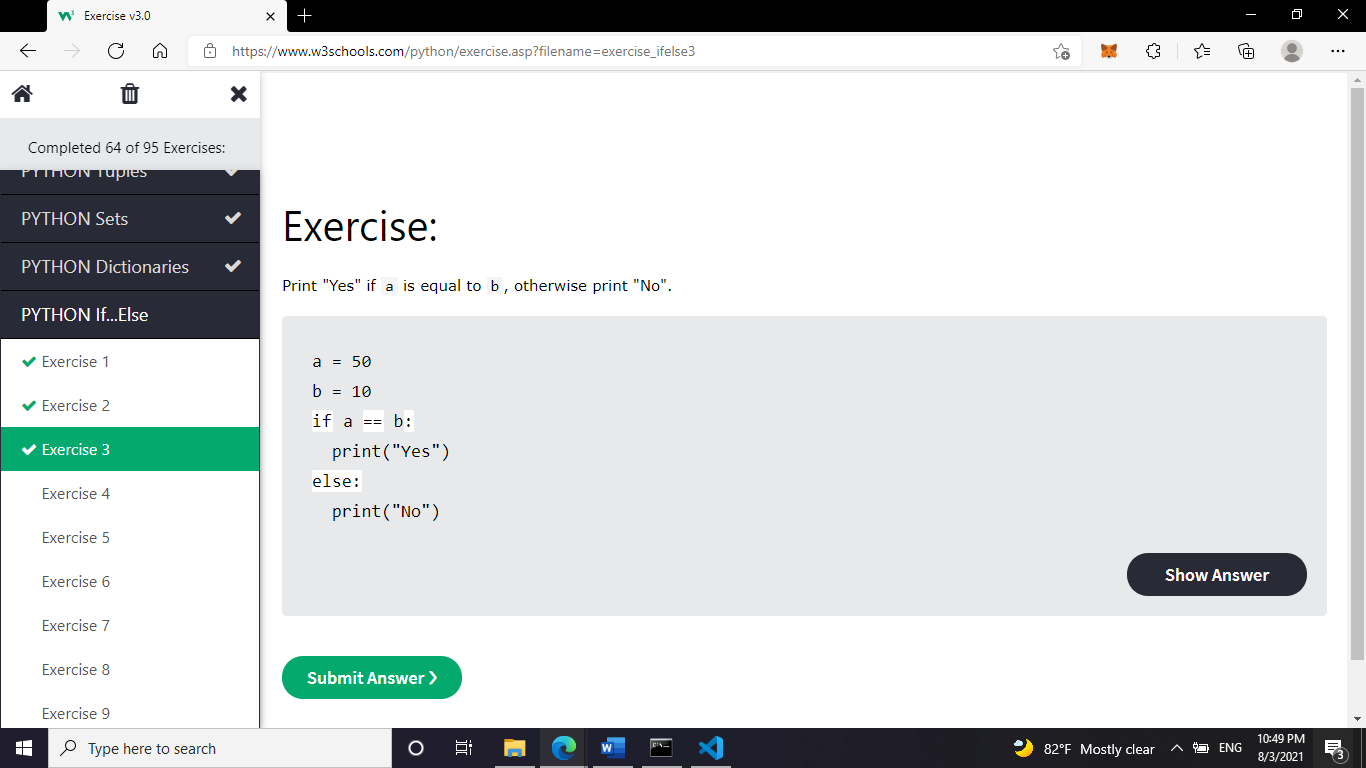 Exercise v3.0
https://www.w3schools.com/python/exercise.asp?filename=exercise_ifelse3
Completed 64 of 95 Exercises:
PYTHON Tuples
PYTHON Sets
PYTHON Dictionaries
PYTHON If...Else
Exercise 1
Exercise 2
Exercise 3
Exercise 4
Exercise 5
Exercise 6
Exercise 7
Exercise 8
Exercise 9
Exercise:
Print "Yes" if a is equal to b, otherwise print "No".
a = 50
b = 10
if a == b:
print("Yes")
else:
print("No")
Show Answer
Submit Answer ❯
Type here to search
82°F Mostly clear
ENG
10:49 PM
8/3/2021
3